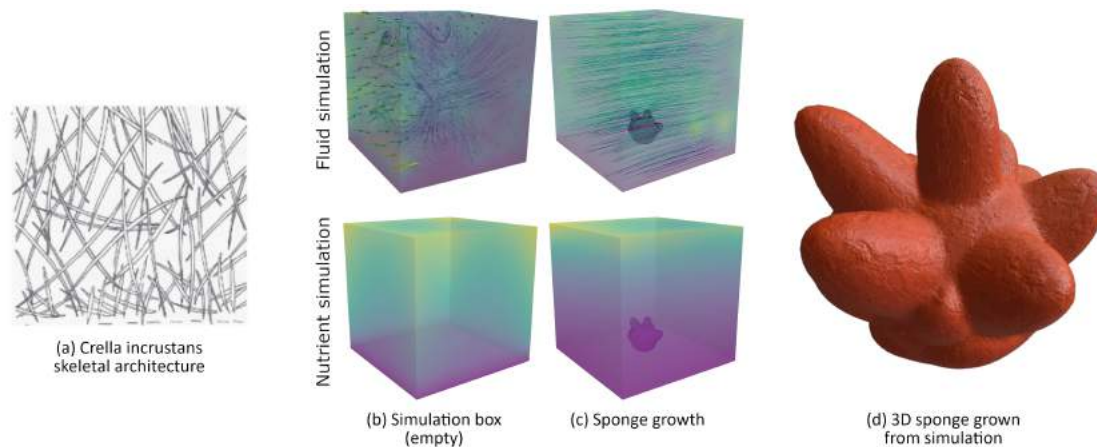 Fluid simulation
Nutrient simulation
(a) Crella incrustans
skeletal architecture
(b) Simulation box
(empty)
(c) Sponge growth
(d) 3D sponge grown
from simulation